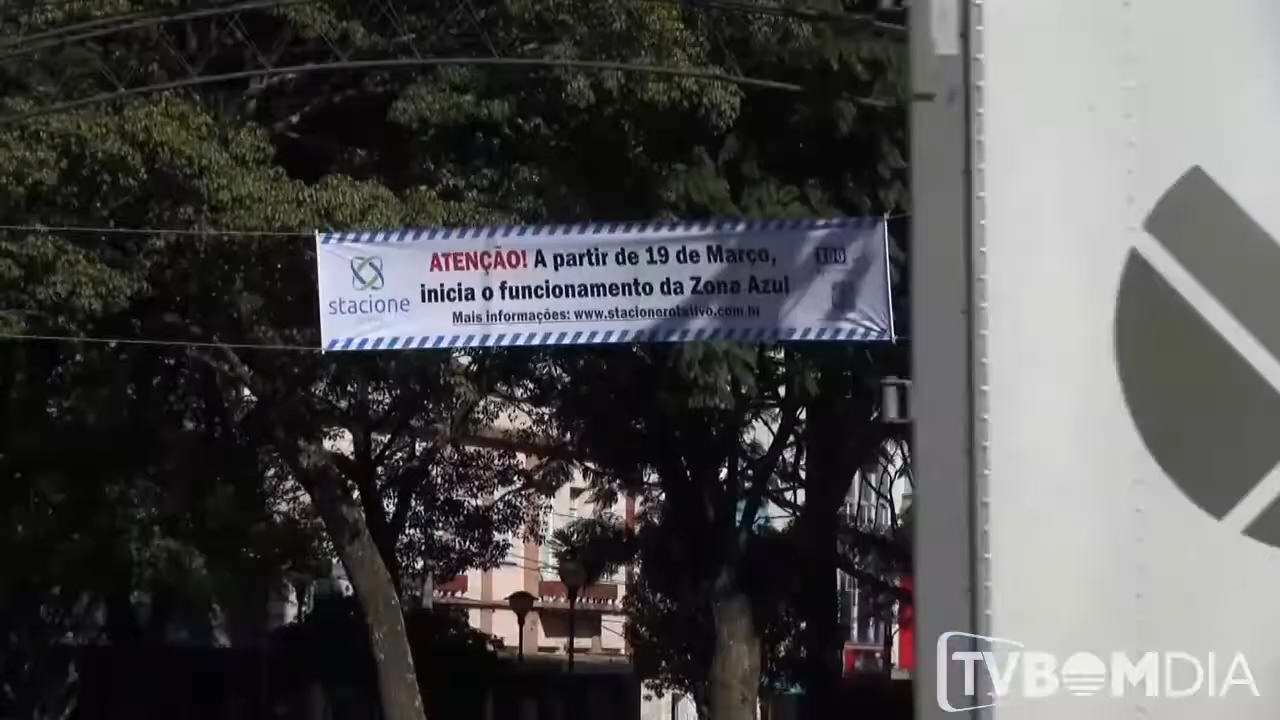 ATENÇÃO! A partir de 19 de Março,
inicia o funcionamento da Zona Azul
Mais informações: www.stacionerotativo.com.br
stacione
TVBOMDIA